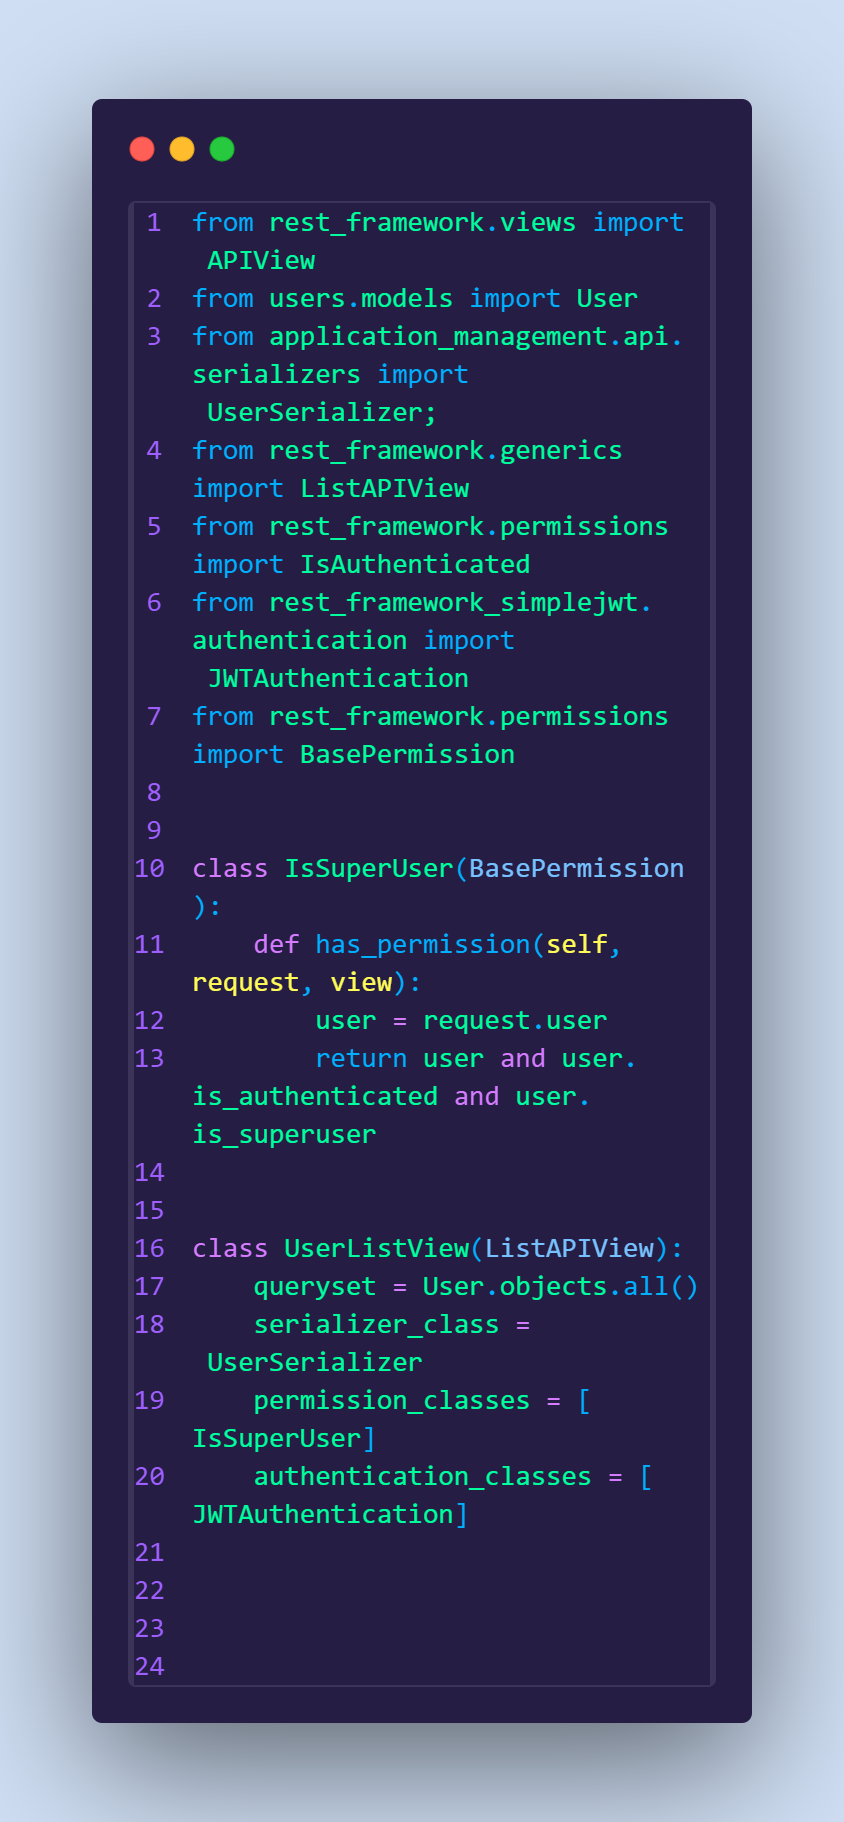 1 from rest_framework.views import
APIView
2 from users.models import User
3 from application_management.api.
serializers import
UserSerializer;
4 from rest_framework.generics
import ListAPIView
5 from rest_framework.permissions
import IsAuthenticated
6 from rest_framework_simplejwt.
authentication import
JWTAuthentication
7 from rest_framework.permissions
import BasePermission
8
9
10 class IsSuperUser(BasePermission
):
11     def has_permission(self,
request, view):
12         user = request.user
13         return user and user.
is_authenticated and user.
is_superuser
14
15
16 class UserListView(ListAPIView):
17     queryset = User.objects.all()
18     serializer_class =
UserSerializer
19     permission_classes = [
IsSuperUser]
20     authentication_classes = [
JWTAuthentication]
21
22
23
24